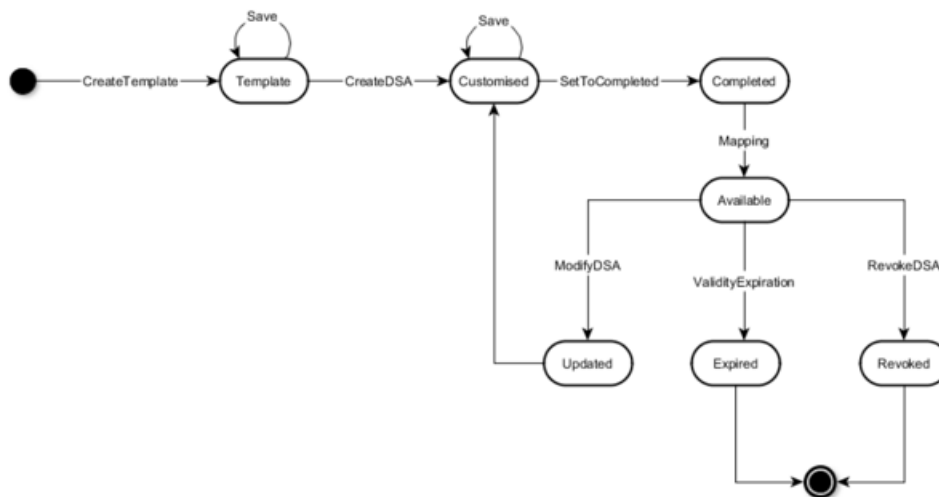 Save
Save
CreateTemplate
Template
CreateDSA
Customised
SetToCompleted
Completed
Mapping
Available
ModifyDSA
ValidityExpiration
RevokeDSA
Updated
Expired
Revoked